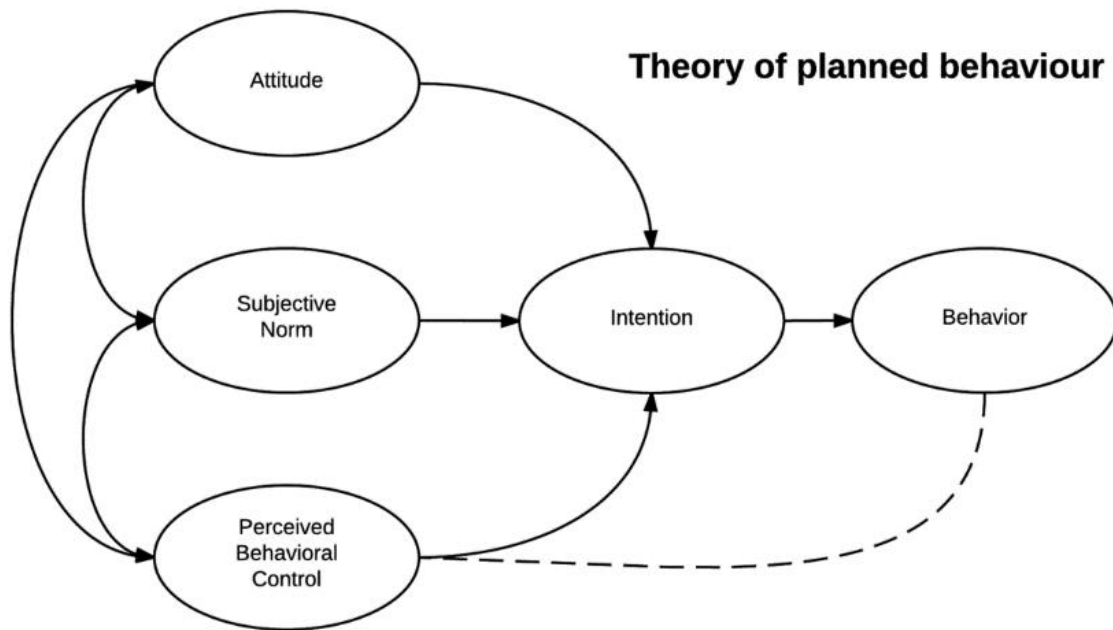 Attitude
Theory of planned behaviour
Subjective
Norm
Intention
Behavior
Perceived
Behavioral
Control